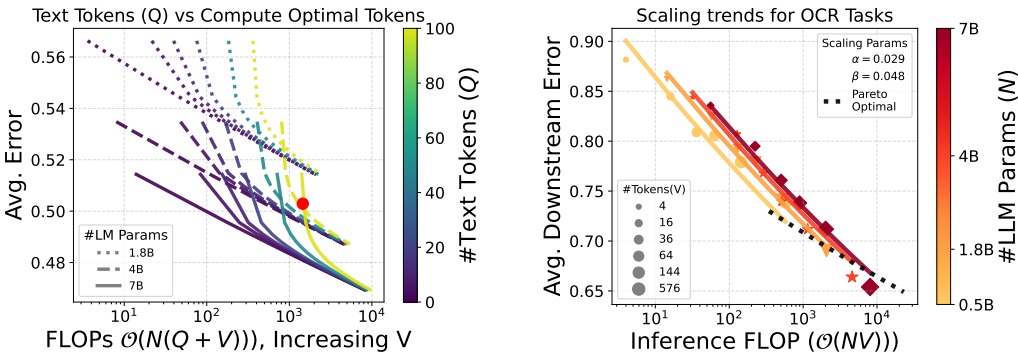 Text Tokens (Q) vs Compute Optimal Tokens
Avg. Error
0.56
0.54
0.52
0.50
0.48
#LM Params
1.8B
4B
7B
10⁰
10¹
10²
10³
10⁴
FLOPs 𝒪(N(Q + V))), Increasing V
100
80
60
40
20
0
#Text Tokens (Q)
Scaling trends for OCR Tasks
Avg. Downstream Error
0.90
0.85
0.80
0.75
0.70
0.65
Scaling Params
α = 0.029
β = 0.048
Pareto
Optimal
#Tokens(V)
4
16
36
64
144
576
10¹
10²
10³
10⁴
Inference FLOP (𝒪(NV)))
7B
4B
1.8B
0.5B
#LLM Params (N)